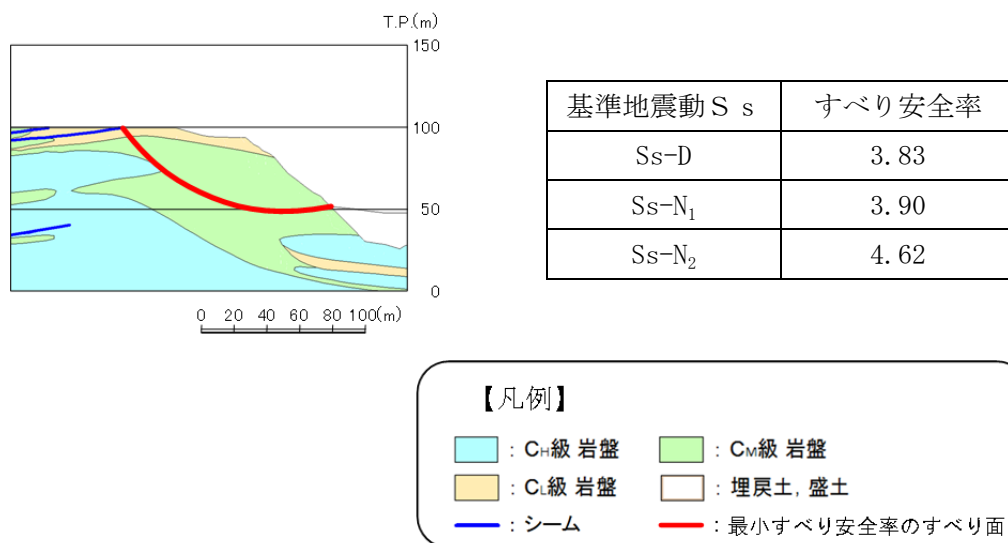 T.P.(m)
150
100
50
0
0 20 40 60 80 100(m)
基準地震動Ｓｓ すべり安全率
Ss-D 3.83
Ss-N₁ 3.90
Ss-N₂ 4.62
【凡例】
：CH級 岩盤 ：CM級 岩盤
：CL級 岩盤 ：埋戻土，盛土
：シーム ：最小すべり安全率のすべり面